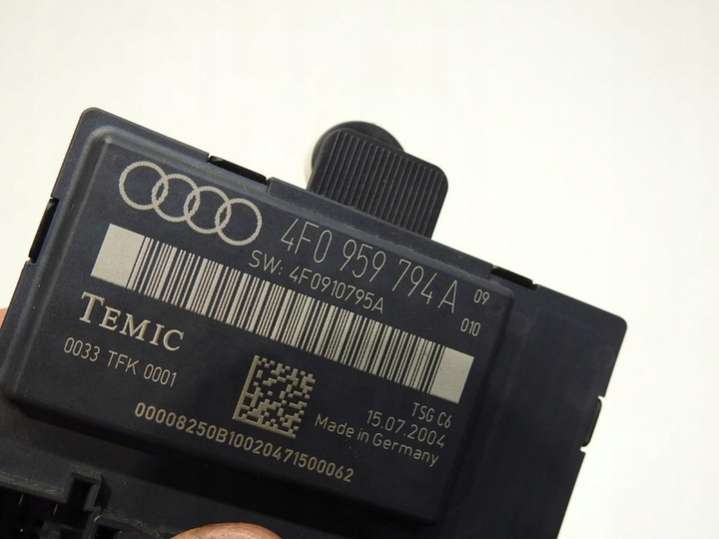 4F0 959 794 A 09
SW: 4F0910795A 010
TEMIC
0033 TFK 0001
TSG C6
15.07.2004
Made in Germany
00008250B10020471500062